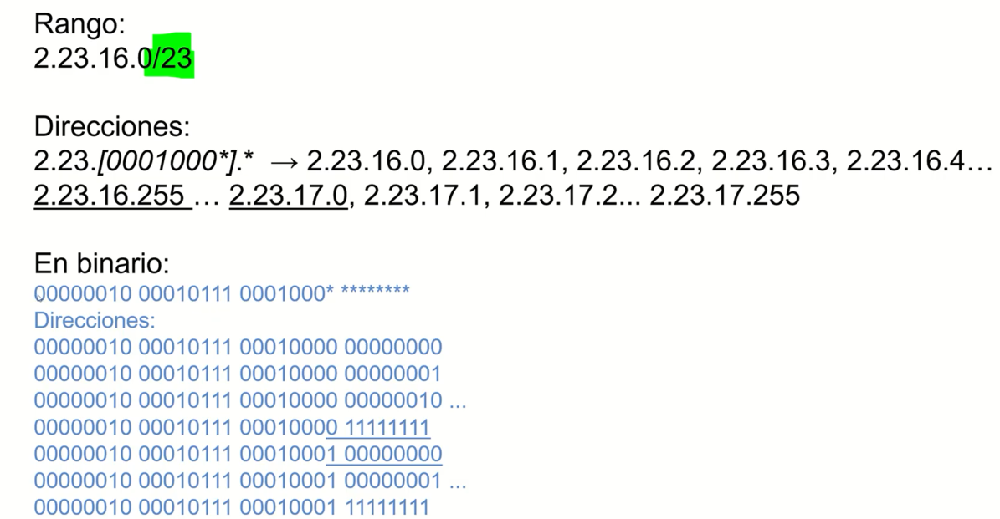 Rango:
2.23.16.0/23
Direcciones:
2.23.[0001000*].* → 2.23.16.0, 2.23.16.1, 2.23.16.2, 2.23.16.3, 2.23.16.4…
2.23.16.255 … 2.23.17.0, 2.23.17.1, 2.23.17.2... 2.23.17.255
En binario:
00000010 00010111 0001000* ********
Direcciones:
00000010 00010111 00010000 00000000
00000010 00010111 00010000 00000001
00000010 00010111 00010000 00000010 ...
00000010 00010111 00010000 11111111
00000010 00010111 00010001 00000000
00000010 00010111 00010001 00000001 ...
00000010 00010111 00010001 11111111